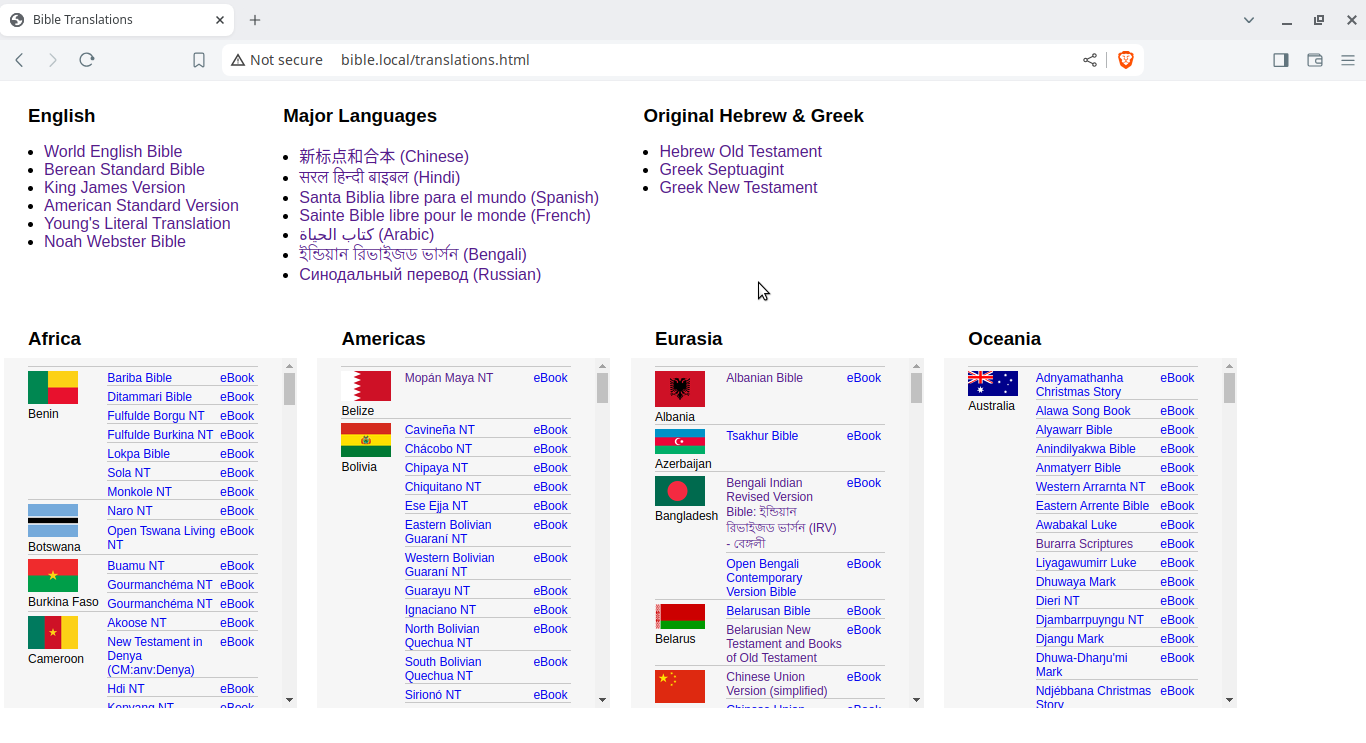 Bible Translations
Not secure bible.local/translations.html
English
World English Bible
Berean Standard Bible
King James Version
American Standard Version
Young's Literal Translation
Noah Webster Bible
Major Languages
新标点和合本 (Chinese)
सरल हिन्दी बाइबल (Hindi)
Santa Biblia libre para el mundo (Spanish)
Sainte Bible libre pour le monde (French)
كتاب الحياة (Arabic)
ইন্ডিয়ান রিভাইজড ভার্সন (Bengali)
Синодальный перевод (Russian)
Original Hebrew & Greek
Hebrew Old Testament
Greek Septuagint
Greek New Testament
Africa
Benin
Bariba Bible eBook
Ditammari Bible eBook
Fulfulde Borgu NT eBook
Fulfulde Burkina NT eBook
Lokpa Bible eBook
Sola NT eBook
Monkole NT eBook
Botswana
Naro NT eBook
Open Tswana Living eBook
NT
Burkina Faso
Buamu NT eBook
Gourmanchéma NT eBook
Gourmanchéma NT eBook
Cameroon
Akoose NT eBook
New Testament in eBook
Denya
(CM:anv:Denya)
Hdi NT eBook
Kenyang NT eBook
Americas
Belize
Mopán Maya NT eBook
Bolivia
Cavineña NT eBook
Chácobo NT eBook
Chipaya NT eBook
Chiquitano NT eBook
Ese Ejja NT eBook
Eastern Bolivian eBook
Guaraní NT
Western Bolivian eBook
Guaraní NT
Guarayu NT eBook
Ignaciano NT eBook
North Bolivian eBook
Quechua NT
South Bolivian eBook
Quechua NT
Sirionó NT eBook
Eurasia
Albania
Albanian Bible eBook
Azerbaijan
Tsakhur Bible eBook
Bangladesh
Bengali Indian eBook
Revised Version
Bible: ইন্ডিয়ান
রিভাইজড ভার্সন (IRV)
- বেঙ্গলী
Open Bengali eBook
Contemporary
Version Bible
Belarus
Belarusan Bible eBook
Belarusian New eBook
Testament and Books
of Old Testament
Chinese Union eBook
Version (simplified)
Chinese Union eBook
Oceania
Australia
Adnyamathanha eBook
Christmas Story
Alawa Song Book eBook
Alyawarr Bible eBook
Anindilyakwa Bible eBook
Anmatyerr Bible eBook
Western Arrarnta NT eBook
Eastern Arrente Bible eBook
Awabakal Luke eBook
Burarra Scriptures eBook
Liyagawumirr Luke eBook
Dhuwaya Mark eBook
Dieri NT eBook
Djambarrpuyngu NT eBook
Djangu Mark eBook
Dhuwa-Dhaŋu'mi eBook
Mark
Ndjébbana Christmas eBook
Story